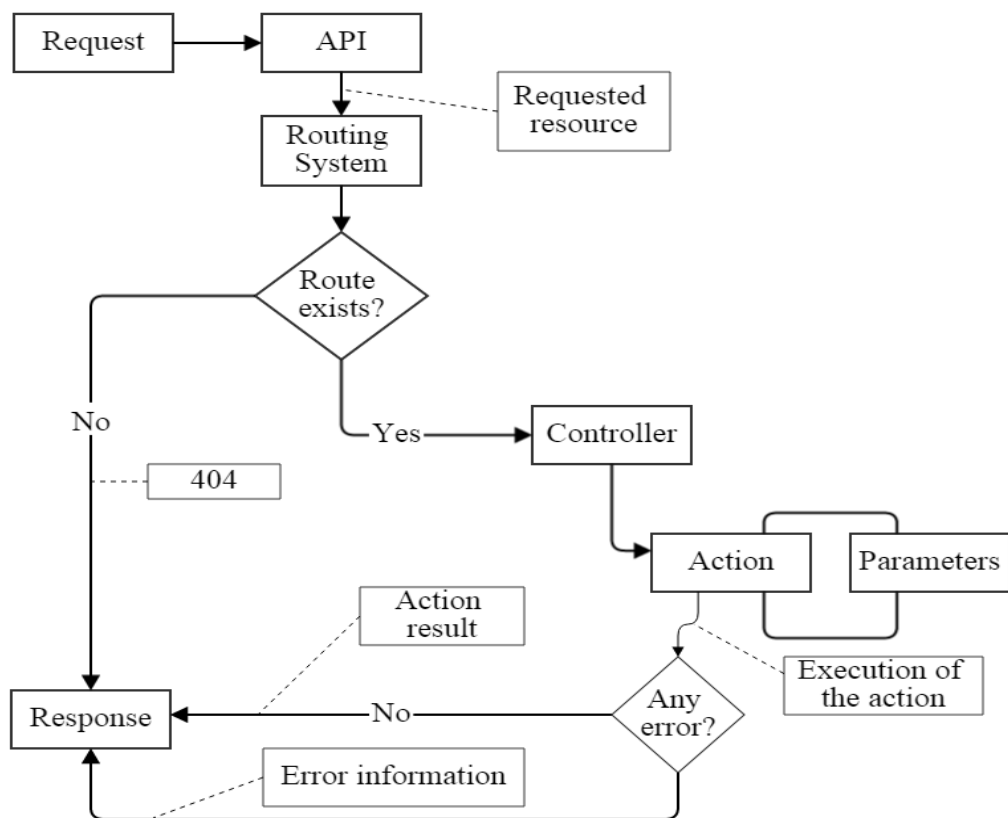 Request
API
Requested
resource
Routing
System
Route
exists?
No
Yes
Controller
404
Action
Parameters
Action
result
Execution of
the action
Response
No
Any
error?
Error information